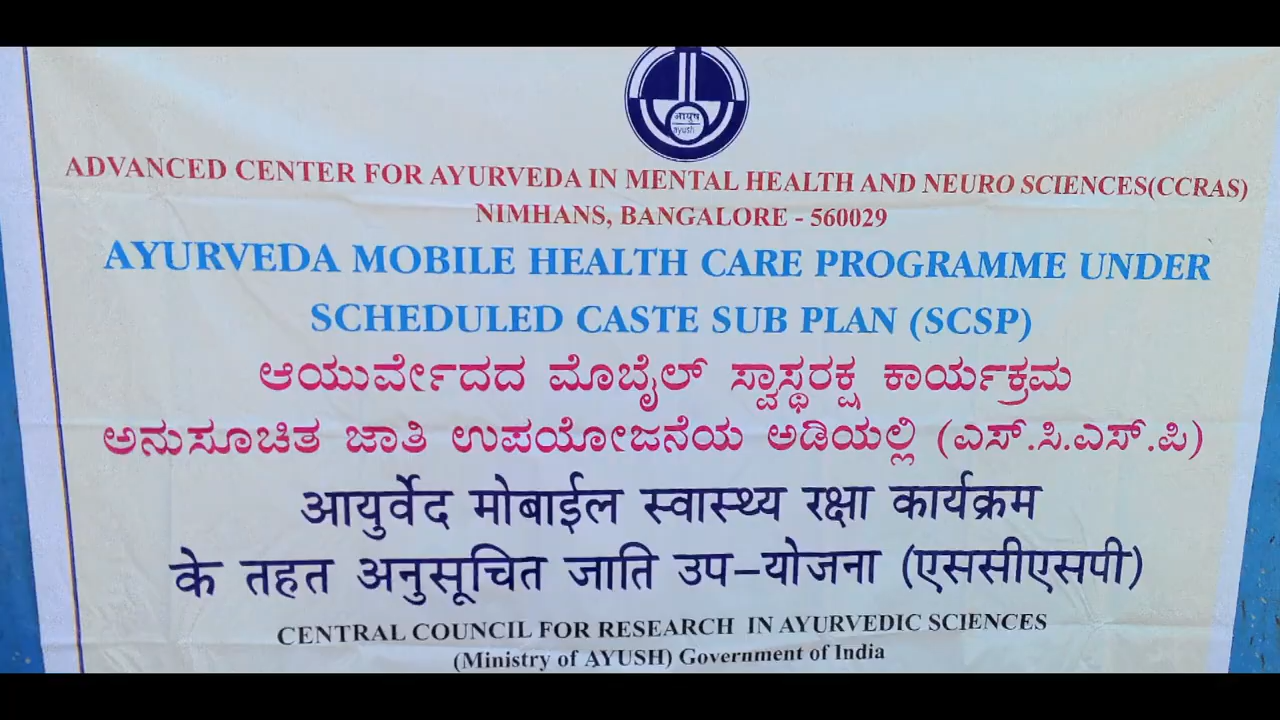 आयुष
ayush
ADVANCED CENTER FOR AYURVEDA IN MENTAL HEALTH AND NEURO SCIENCES(CCRAS)
NIMHANS, BANGALORE - 560029
AYURVEDA MOBILE HEALTH CARE PROGRAMME UNDER
SCHEDULED CASTE SUB PLAN (SCSP)
ಆಯುರ್ವೇದದ ಮೊಬೈಲ್ ಸ್ವಾಸ್ಥರಕ್ಷ ಕಾರ್ಯಕ್ರಮ
ಅನುಸೂಚಿತ ಜಾತಿ ಉಪಯೋಜನೆಯ ಅಡಿಯಲ್ಲಿ (ಎಸ್.ಸಿ.ಎಸ್.ಪಿ)
आयुर्वेद मोबाईल स्वास्थ्य रक्षा कार्यक्रम
के तहत अनुसूचित जाति उप–योजना (एससीएसपी)
CENTRAL COUNCIL FOR RESEARCH IN AYURVEDIC SCIENCES
(Ministry of AYUSH) Government of India